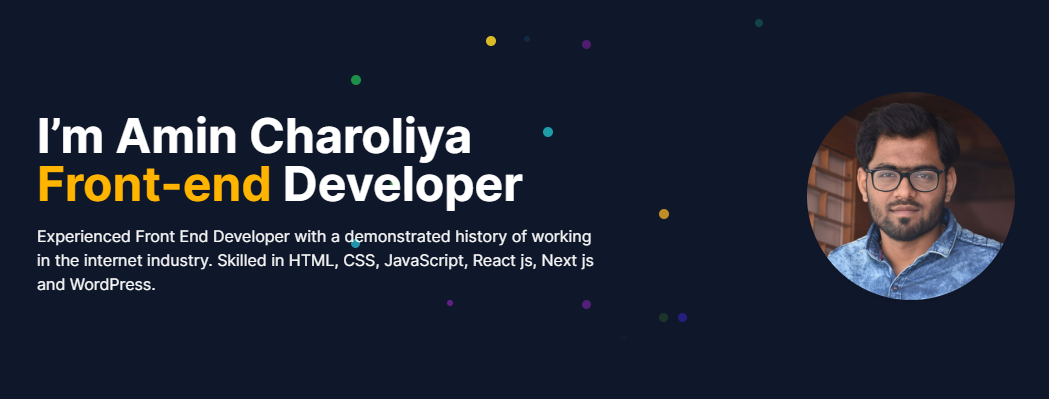 I’m Amin Charoliya
Front-end Developer
Experienced Front End Developer with a demonstrated history of working
in the internet industry. Skilled in HTML, CSS, JavaScript, React js, Next js
and WordPress.